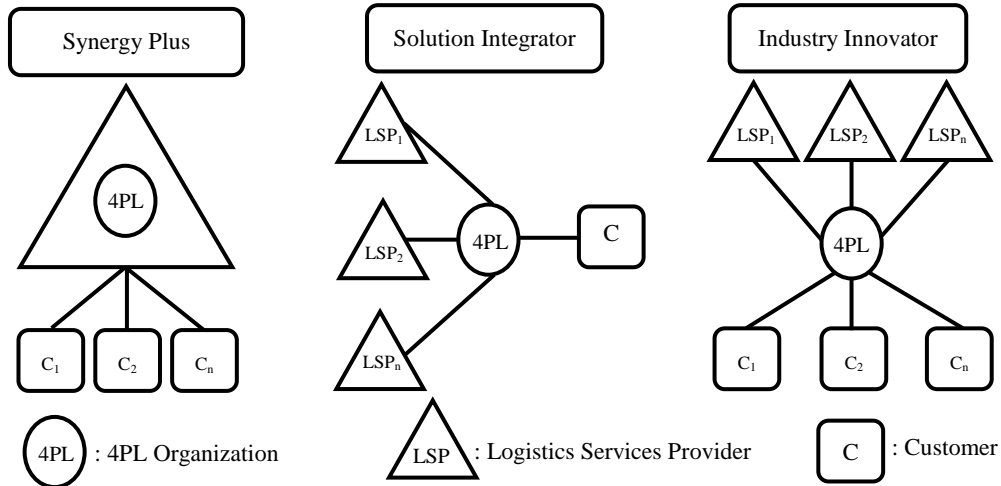 Synergy Plus
4PL
C₁ C₂ Cₙ
Solution Integrator
LSP₁
LSP₂
LSPₙ
4PL
C
Industry Innovator
LSP₁ LSP₂ LSPₙ
4PL
C₁ C₂ Cₙ
4PL : 4PL Organization
LSP : Logistics Services Provider
C : Customer